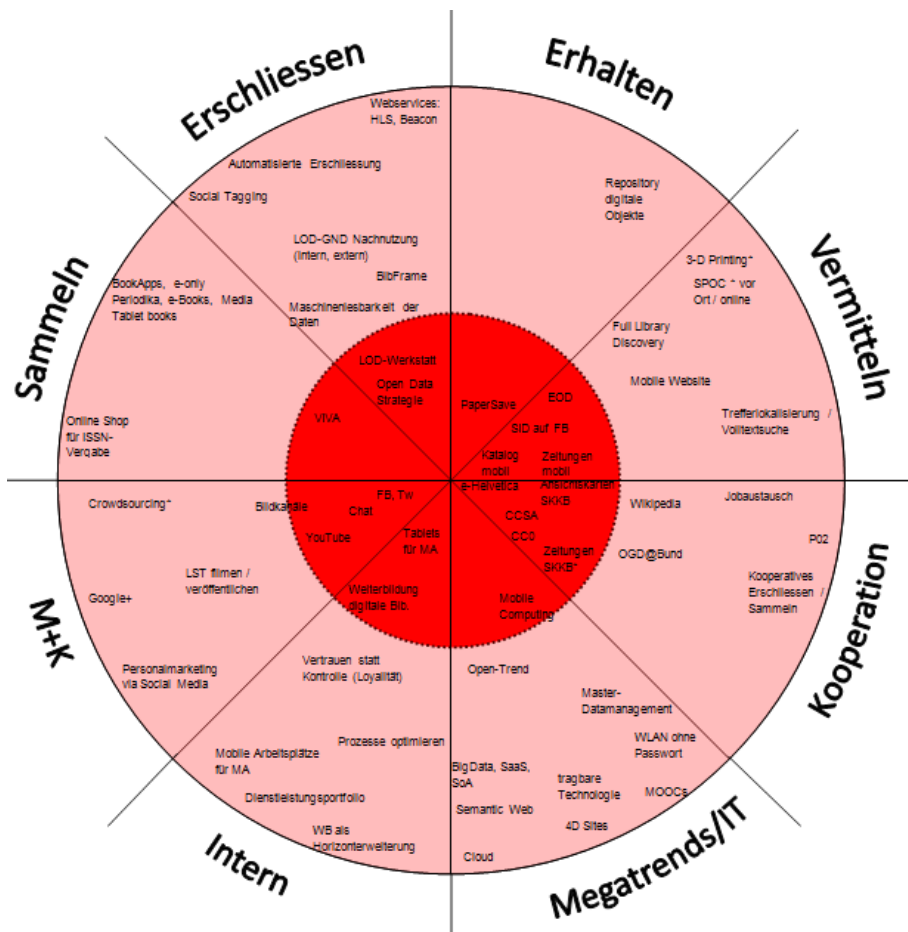 Erschliessen
Erhalten
Webservices:
HLS, Beacon
Automatisierte Erschliessung
Social Tagging
LOD-GND Nachnutzung
(Intern, extern)
BibFrame
Maschinenlesbarkeit der
Daten
Repository
digitale
Objekte
Sammeln
BookApps, e-only
Periodika, e-Books, Media
Tablet books
Online Shop
für ISSN-
Vergabe
Vermitteln
3-D Printing^
SPOC ^ vor
Ort / online
Full Library
Discovery
Mobile Website
Trefferlokalisierung /
Volltextsuche
LOD-Werkstatt
Open Data
Strategie
VIVA
PaperSave
EOD
SID auf FB
Katalog
mobil
Zeitungen
mobil
e-Helvetica
Ansichtskarten
SKKB
CCSA
CC0
Zeitungen
SKKB^
Mobile
Computing
FB, Tw
Chat
Bildkanäle
YouTube
Tablets
für MA
Weiterbildung
digitale Bib.
Crowdsourcing^
LST filmen /
veröffentlichen
Google+
Personalmarketing
via Social Media
M+K
Wikipedia
Jobaustausch
P02
OGD@Bund
Kooperatives
Erschliessen /
Sammeln
Kooperation
Vertrauen statt
Kontrolle (Loyalität)
Prozesse optimieren
Mobile Arbeitsplätze
für MA
Dienstleistungsportfolio
WB als
Horizonterweiterung
Intern
Open-Trend
Master-
Datamanagement
WLAN ohne
Passwort
BigData, SaaS,
SoA
tragbare
Technologie
MOOCs
Semantic Web
4D Sites
Cloud
Megatrends/IT